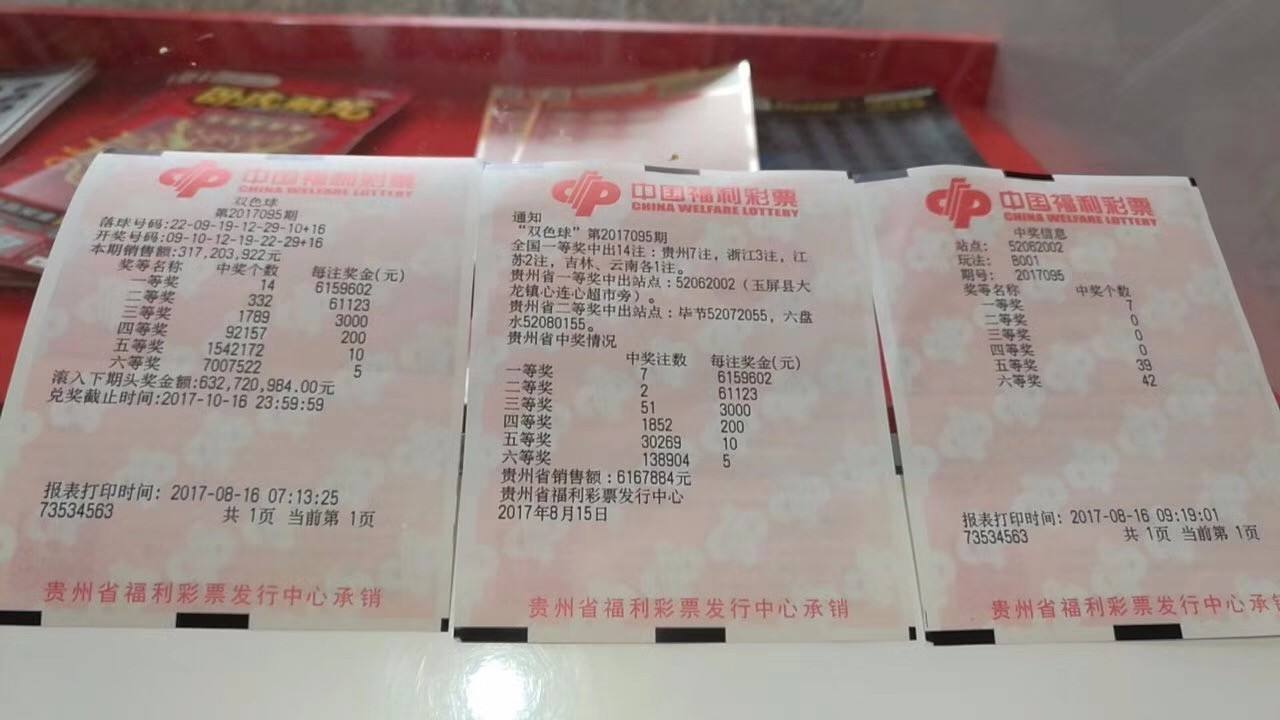 中国福利彩票
CHINA WELFARE LOTTERY
双色球
第2017095期
落球号码:22-09-19-12-29-10+16
开奖号码:09-10-12-19-22-29+16
本期销售额:317,203,922元
奖等名称 中奖个数 每注奖金(元)
一等奖 14 6159602
二等奖 332 61123
三等奖 1789 3000
四等奖 92157 200
五等奖 1542172 10
六等奖 7007522 5
滚入下期头奖金额:632,720,984.00元
兑奖截止时间:2017-10-16 23:59:59
报表打印时间: 2017-08-16 07:13:25
73534563 共 1页 当前第 1页
贵州省福利彩票发行中心承销
中国福利彩票
CHINA WELFARE LOTTERY
通知
“双色球”第2017095期
全国一等奖中出14注：贵州7注，浙江3注，江
苏2注，吉林、云南各1注。
贵州省一等奖中出站点：52062002（玉屏县大
龙镇心连心超市旁）。
贵州省二等奖中出站点：毕节52072055，六盘
水52080155。
贵州省中奖情况
中奖注数 每注奖金(元)
一等奖 7 6159602
二等奖 2 61123
三等奖 51 3000
四等奖 1852 200
五等奖 30269 10
六等奖 138904 5
贵州省销售额：6167884元
贵州省福利彩票发行中心
2017年8月15日
贵州省福利彩票发行中心承销
中国福利彩票
CHINA WELFARE LOTTERY
中奖信息
站点: 52062002
玩法: B001
期号: 2017095
奖等名称 中奖个数
一等奖 7
二等奖 0
三等奖 0
四等奖 0
五等奖 39
六等奖 42
报表打印时间: 2017-08-16 09:19:01
73534563 共 1页 当前第 1页
贵州省福利彩票发行中心承